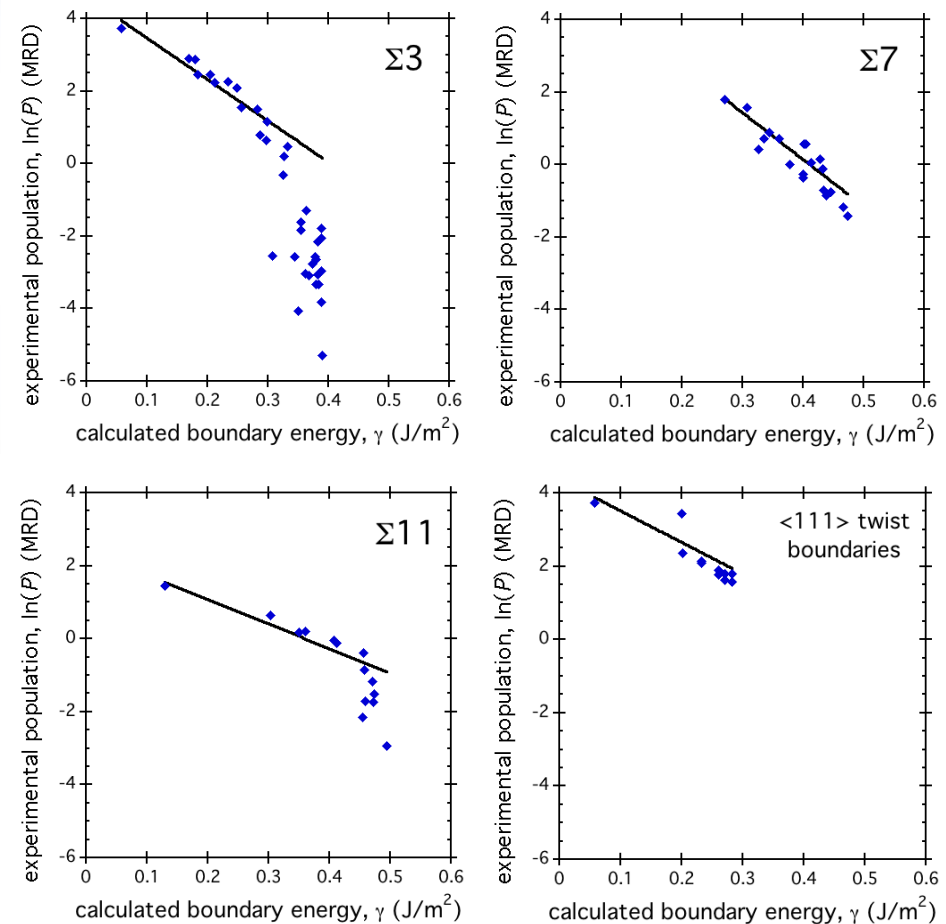 experimental population, ln(P) (MRD)
4
2
0
-2
-4
-6
Σ3
0 0.1 0.2 0.3 0.4 0.5 0.6
calculated boundary energy, γ (J/m²)
experimental population, ln(P) (MRD)
4
2
0
-2
-4
-6
Σ7
0 0.1 0.2 0.3 0.4 0.5 0.6
calculated boundary energy, γ (J/m²)
experimental population, ln(P) (MRD)
4
2
0
-2
-4
-6
Σ11
0 0.1 0.2 0.3 0.4 0.5 0.6
calculated boundary energy, γ (J/m²)
experimental population, ln(P) (MRD)
4
2
0
-2
-4
-6
<111> twist
boundaries
0 0.1 0.2 0.3 0.4 0.5 0.6
calculated boundary energy, γ (J/m²)